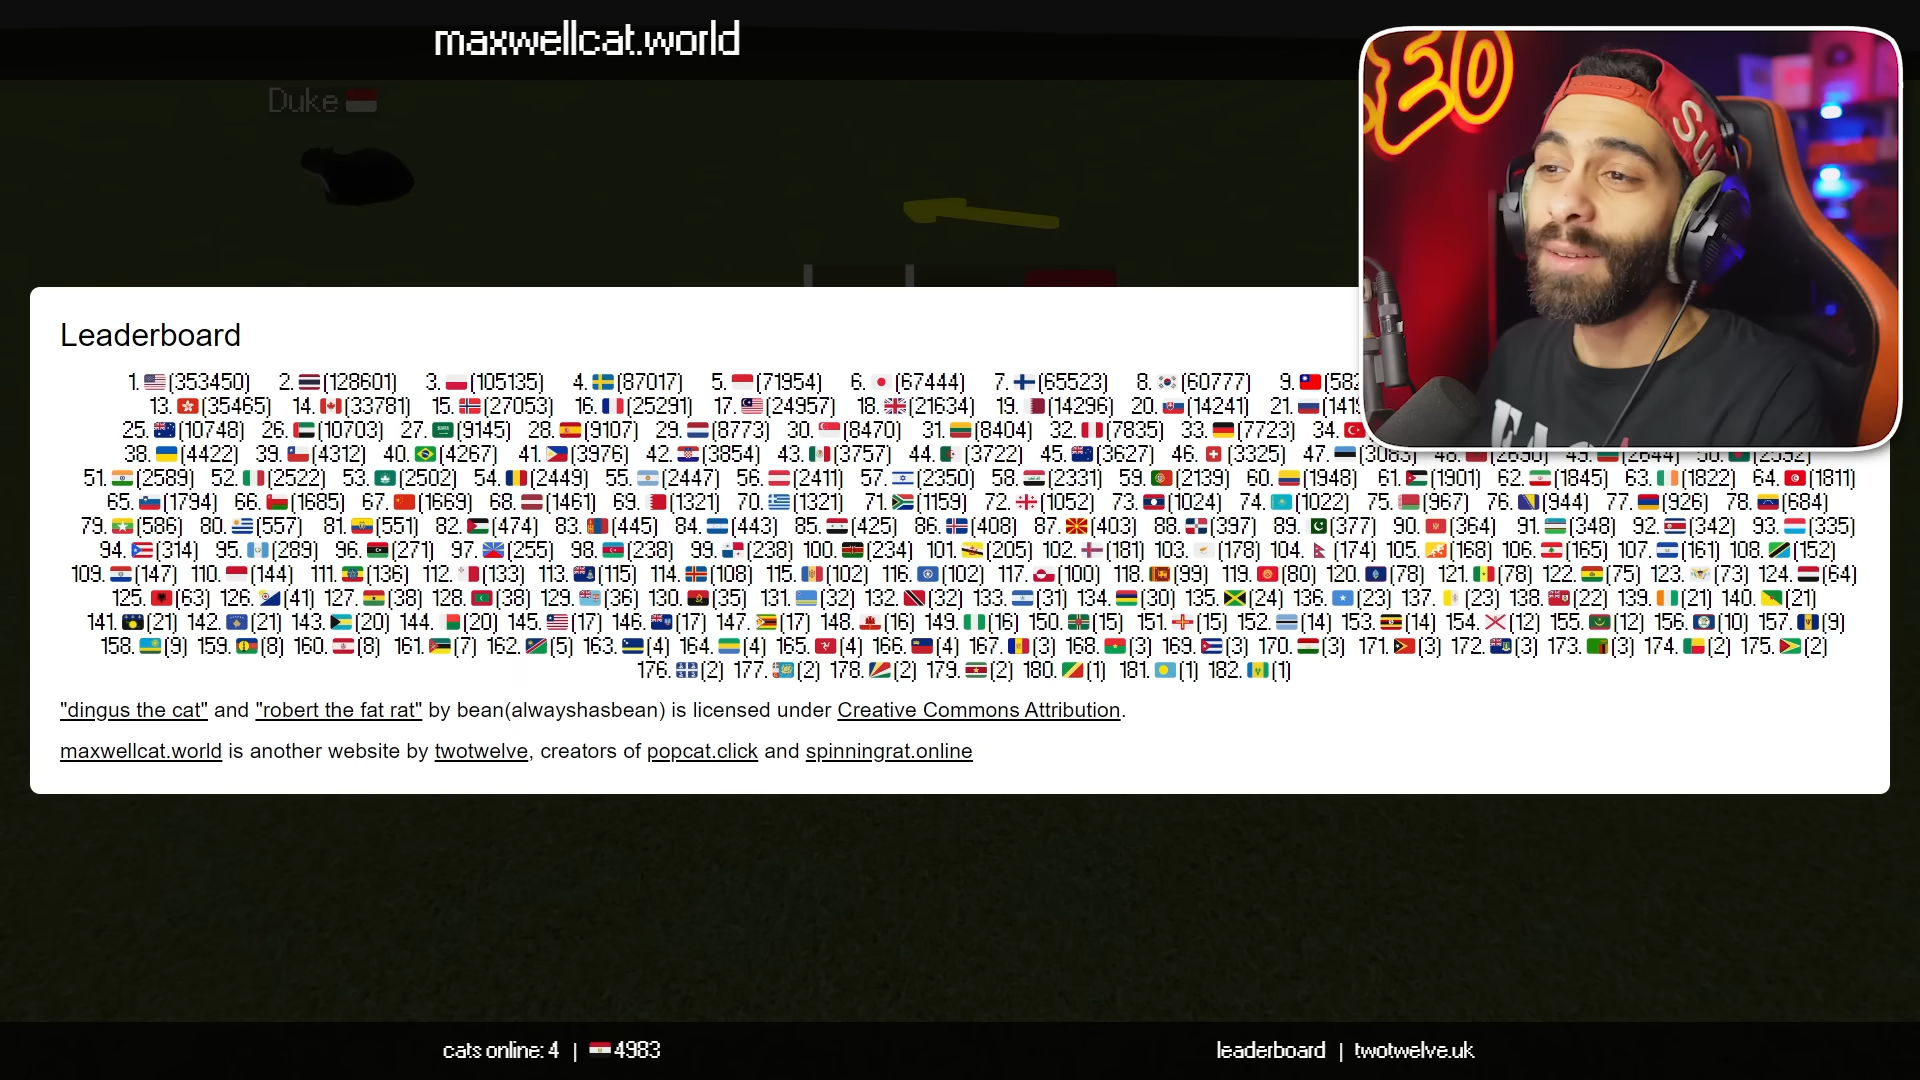 maxwellcat.world
Duke
Leaderboard
1. (353450) 2. (128601) 3. (105135) 4. (87017) 5. (71954) 6. (67444) 7. (65523) 8. (60777) 9.
13. (35465) 14. (33781) 15. (27053) 16. (25291) 17. (24957) 18. (21634) 19. (14296) 20. (14241) 21.
25. (10748) 26. (10703) 27. (9145) 28. (9107) 29. (8773) 30. (8470) 31. (8404) 32. (7835) 33. (7723) 34.
38. (4422) 39. (4312) 40. (4267) 41. (3976) 42. (3854) 43. (3757) 44. (3722) 45. (3627) 46. (3325) 47. (3083)
51. (2589) 52. (2522) 53. (2502) 54. (2449) 55. (2447) 56. (2411) 57. (2350) 58. (2331) 59. (2139) 60. (1948) 61. (1901) 62. (1845) 63. (1822) 64. (1811)
65. (1794) 66. (1685) 67. (1669) 68. (1461) 69. (1321) 70. (1321) 71. (1159) 72. (1052) 73. (1024) 74. (1022) 75. (967) 76. (944) 77. (926) 78. (684)
79. (586) 80. (557) 81. (551) 82. (474) 83. (445) 84. (443) 85. (425) 86. (408) 87. (403) 88. (397) 89. (377) 90. (364) 91. (348) 92. (342) 93. (335)
94. (314) 95. (289) 96. (271) 97. (255) 98. (238) 99. (238) 100. (234) 101. (205) 102. (181) 103. (178) 104. (174) 105. (168) 106. (165) 107. (161) 108. (152)
109. (147) 110. (144) 111. (136) 112. (133) 113. (115) 114. (108) 115. (102) 116. (102) 117. (100) 118. (99) 119. (80) 120. (78) 121. (78) 122. (75) 123. (73) 124. (64)
125. (63) 126. (41) 127. (38) 128. (38) 129. (36) 130. (35) 131. (32) 132. (32) 133. (31) 134. (30) 135. (24) 136. (23) 137. (23) 138. (22) 139. (21) 140. (21)
141. (21) 142. (21) 143. (20) 144. (20) 145. (17) 146. (17) 147. (17) 148. (16) 149. (16) 150. (15) 151. (15) 152. (14) 153. (14) 154. (12) 155. (12) 156. (10) 157. (9)
158. (9) 159. (8) 160. (8) 161. (7) 162. (5) 163. (4) 164. (4) 165. (4) 166. (4) 167. (3) 168. (3) 169. (3) 170. (3) 171. (3) 172. (3) 173. (3) 174. (2) 175. (2)
176. (2) 177. (2) 178. (2) 179. (2) 180. (1) 181. (1) 182. (1)
"dingus the cat" and "robert the fat rat" by bean(alwayshasbean) is licensed under Creative Commons Attribution.
maxwellcat.world is another website by twotwelve, creators of popcat.click and spinningrat.online
cats online: 4 | 4983
leaderboard | twotwelve.uk